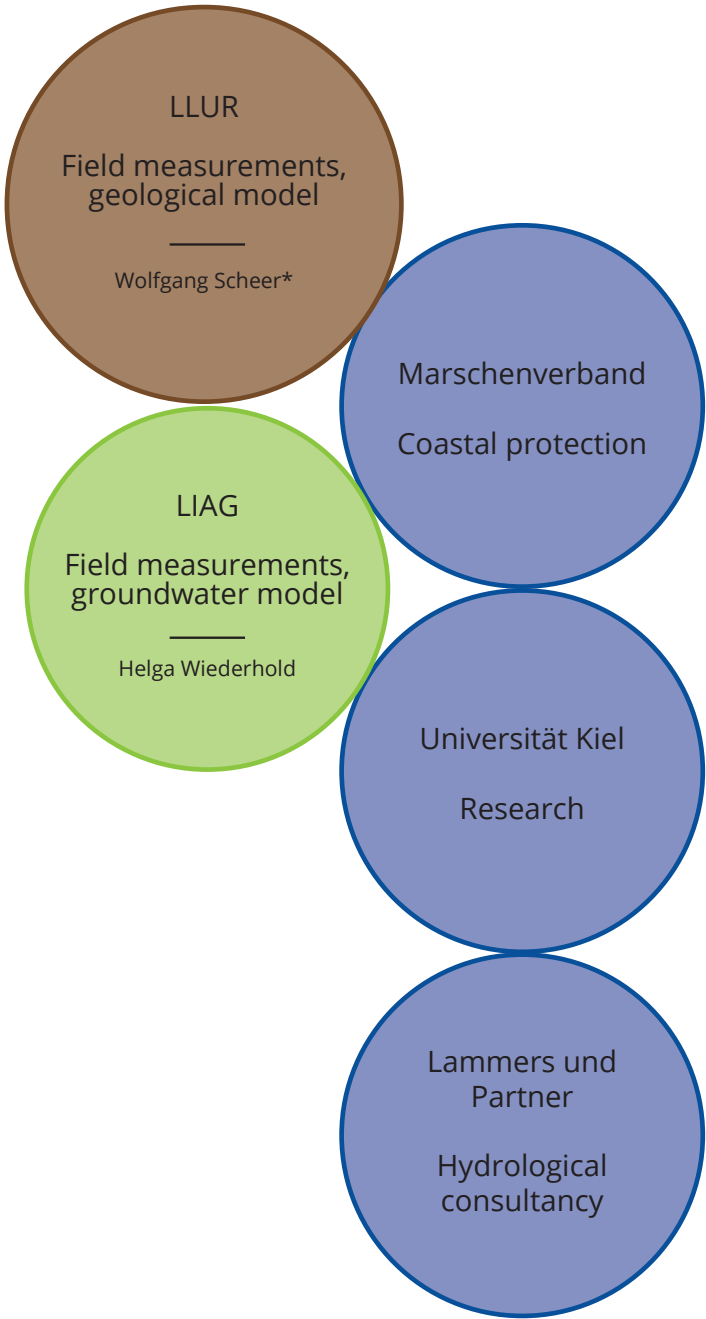 LLUR
Field measurements,
geological model
Wolfgang Scheer*
Marschenverband
Coastal protection
LIAG
Field measurements,
groundwater model
Helga Wiederhold
Universität Kiel
Research
Lammers und
Partner
Hydrological
consultancy